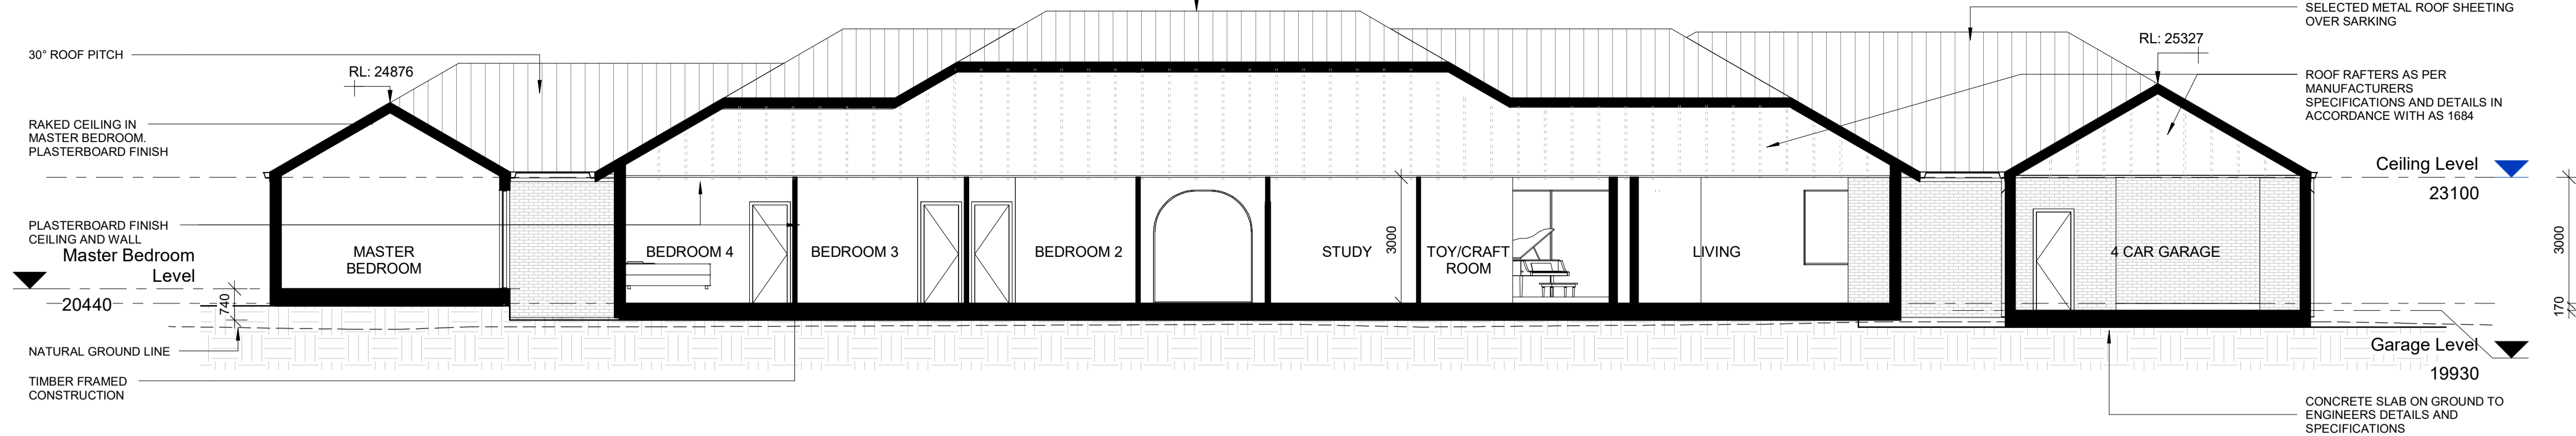 30° ROOF PITCH
RL: 24876
RAKED CEILING IN
MASTER BEDROOM.
PLASTERBOARD FINISH
PLASTERBOARD FINISH
CEILING AND WALL
Master Bedroom
Level
20440
740
NATURAL GROUND LINE
TIMBER FRAMED
CONSTRUCTION
MASTER
BEDROOM
BEDROOM 4
BEDROOM 3
BEDROOM 2
STUDY
3000
TOY/CRAFT
ROOM
LIVING
4 CAR GARAGE
SELECTED METAL ROOF SHEETING
OVER SARKING
RL: 25327
ROOF RAFTERS AS PER
MANUFACTURERS
SPECIFICATIONS AND DETAILS IN
ACCORDANCE WITH AS 1684
Ceiling Level
23100
3000
170
Garage Level
19930
CONCRETE SLAB ON GROUND TO
ENGINEERS DETAILS AND
SPECIFICATIONS